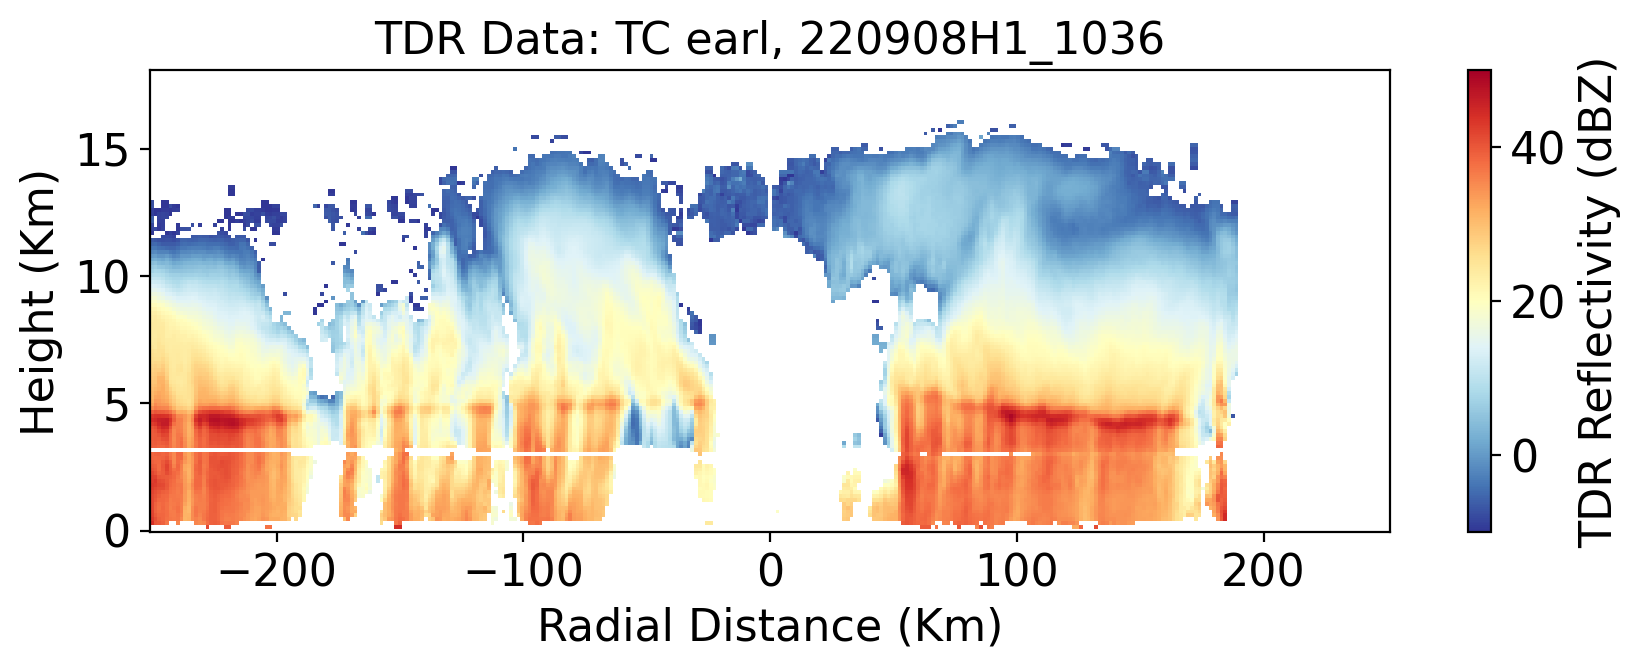 TDR Data: TC earl, 220908H1_1036
15
10
5
0
Height (Km)
−200 −100 0 100 200
Radial Distance (Km)
40
20
0
TDR Reflectivity (dBZ)